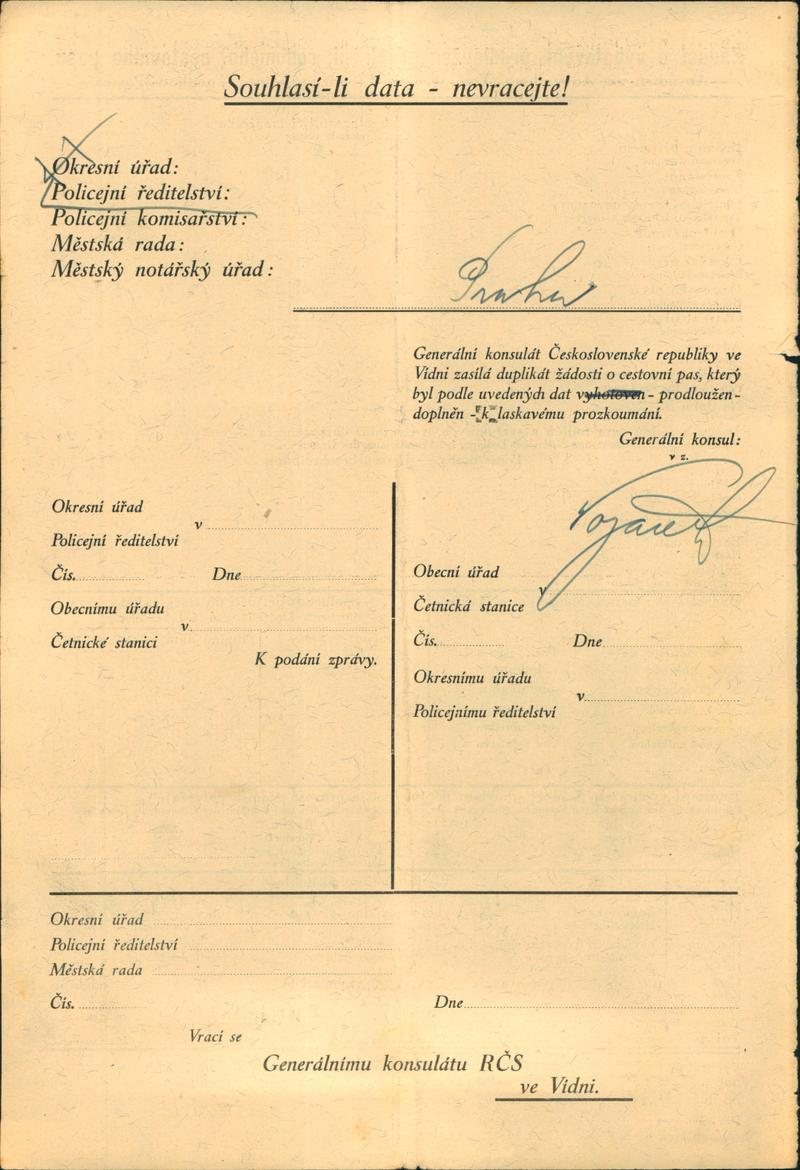 Souhlasí-li data - nevracejte!
Okresní úřad:
Policejní ředitelství:
Policejní komisařství:
Městská rada:
Městský notářský úřad:
Praha
Generální konsulát Československé republiky ve
Vídni zasílá duplikát žádosti o cestovní pas, který
byl podle uvedených dat vyhotoven - prodloužen -
doplněn - k laskavému prozkoumání.
Generální konsul:
v z.
Okresní úřad
v
Policejní ředitelství
Čís. Dne
Obecnímu úřadu
v
Četnické stanici
K podání zprávy.
Obecní úřad
v
Četnická stanice
Čís. Dne
Okresnímu úřadu
v
Policejnímu ředitelství
Okresní úřad
Policejní ředitelství
Městská rada
Čís. Dne
Vrací se
Generálnímu konsulátu RČS
ve Vídni.